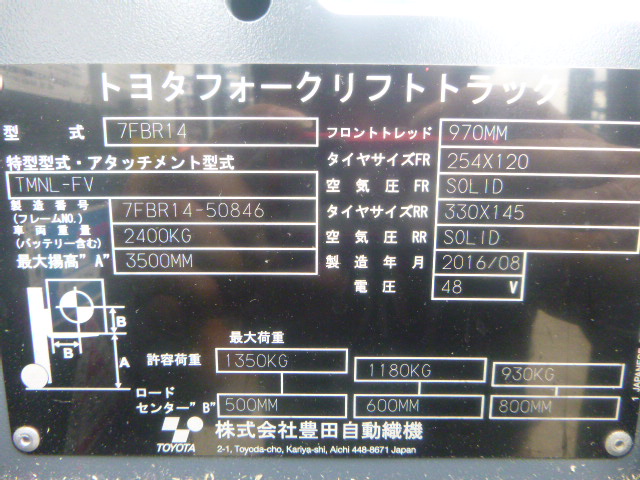 トヨタフォークリフトトラック
型 式 7FBR14 フロントトレッド 970MM
特型型式・アタッチメント型式 タイヤサイズFR 254X120
TMNL-FV 空気圧 FR SOLID
製造番号 (フレームNO.) 7FBR14-50846 タイヤサイズRR 330X145
車両重量 (バッテリー含む) 2400KG 空気圧 RR SOLID
最大揚高"A" 3500MM 製造年月 2016/08
電圧 48 V
B
B
A
最大荷重
許容荷重 1350KG 1180KG 930KG
ロード
センター"B" 500MM 600MM 800MM
TOYOTA 株式会社豊田自動織機
2-1, Toyoda-cho, Kariya-shi, Aichi 448-8671 Japan